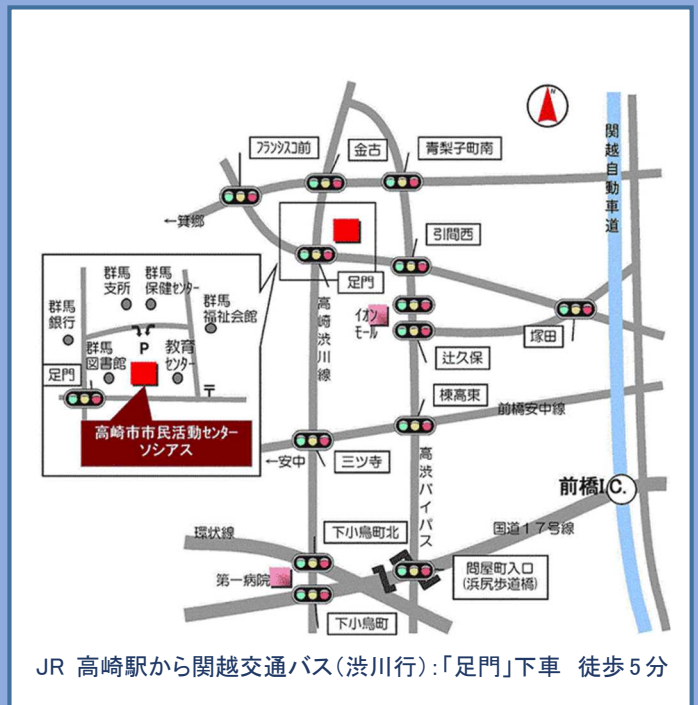 N
関越自動車道
フランシスコ前
金古
青梨子町南
←箕郷
引間西
足門
高崎渋川線
イオン
モール
辻久保
塚田
群馬
支所
群馬
保健センター
群馬
福祉会館
群馬
銀行
P
群馬
図書館
教育
センター
足門
〒
高崎市市民活動センター
ソシアス
棟高東
前橋安中線
←安中
三ツ寺
高渋バイパス
前橋I.C.
国道17号線
環状線
下小鳥町北
第一病院
問屋町入口
(浜尻歩道橋)
下小鳥町
JR 高崎駅から関越交通バス(渋川行):「足門」下車 徒歩5分